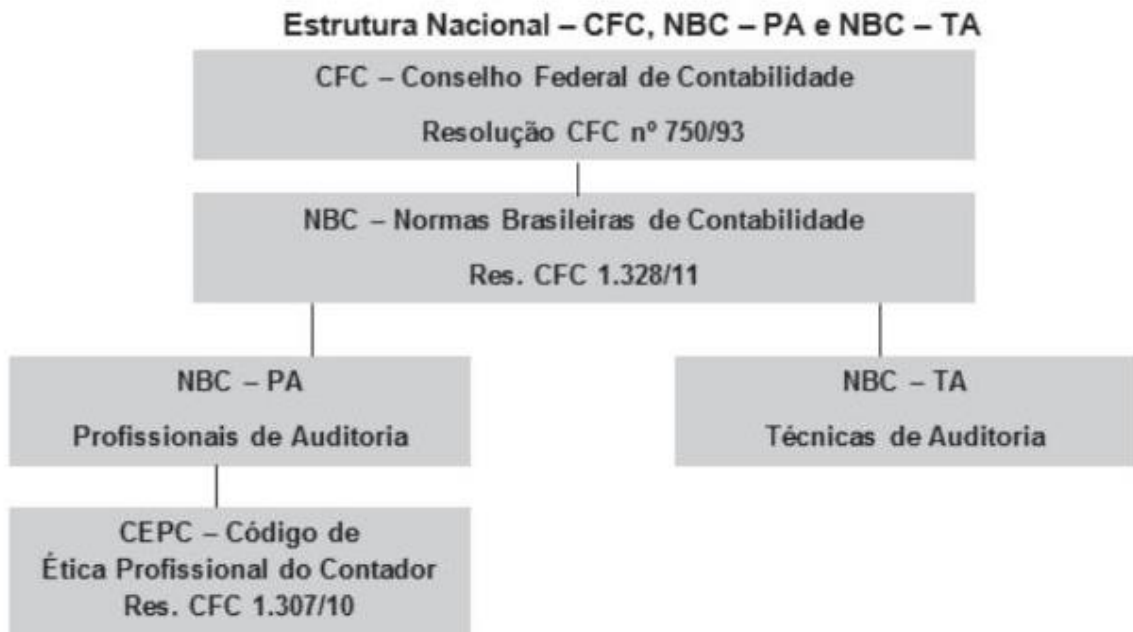 Estrutura Nacional – CFC, NBC – PA e NBC – TA
CFC – Conselho Federal de Contabilidade
Resolução CFC nº 750/93
NBC – Normas Brasileiras de Contabilidade
Res. CFC 1.328/11
NBC – PA
Profissionais de Auditoria
NBC – TA
Técnicas de Auditoria
CEPC – Código de
Ética Profissional do Contador
Res. CFC 1.307/10